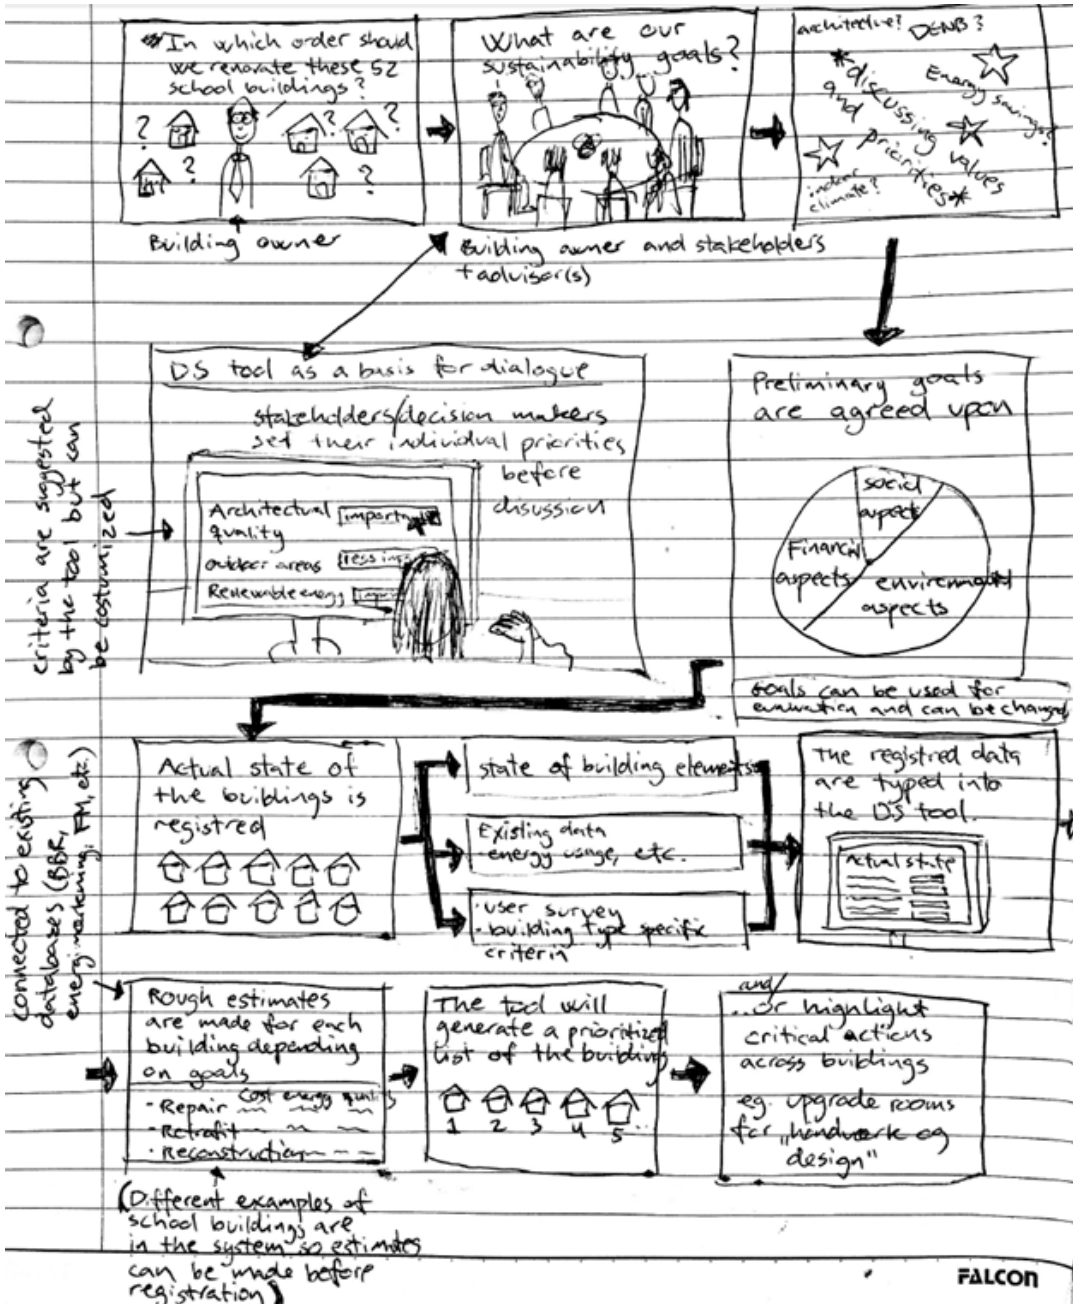 "In which order should
we renovate these 52
school buildings?
? ? ? ? ? ?
Building owner
What are our
sustainability goals?
Building owner and stakeholders
+ advisor(s)
architective? DGNB?
Energy savings?
*discussing values
and priorities*
indoor
climate?
DS tool as a basis for dialogue
stakeholders/decision makers
set their individual priorities
before
disussion
Architectual
quality
important
outdoor areas
less
Renewable energy
criteria are suggested
by the tool but can
be costumized
Preliminary goals
are agreed upon
social
aspects
Financial
aspects
environmental
aspects
Goals can be used for
evaluation and can be changed
Actual state of
the buildings is
registred
state of building elements
Existing data
energy usage, etc.
· user survey
· building type specific
criterion
The registred data
are typed into
the DS tool.
Actual state
connected to existing
databases (BBR,
energimærkning, FM, etc.)
Rough estimates
are made for each
building depending
on goals
Cost energy quality
· Repair
· Retrofit
· Reconstruction
(Different examples of
school buildings are
in the system so estimates
can be made before
registration)
The tool will
generate a prioritized
list of the buildings
1 2 3 4 5...
and/
...or highlight
critical actions
across buildings
eg. upgrade rooms
for "handwork og
design"
FALCON